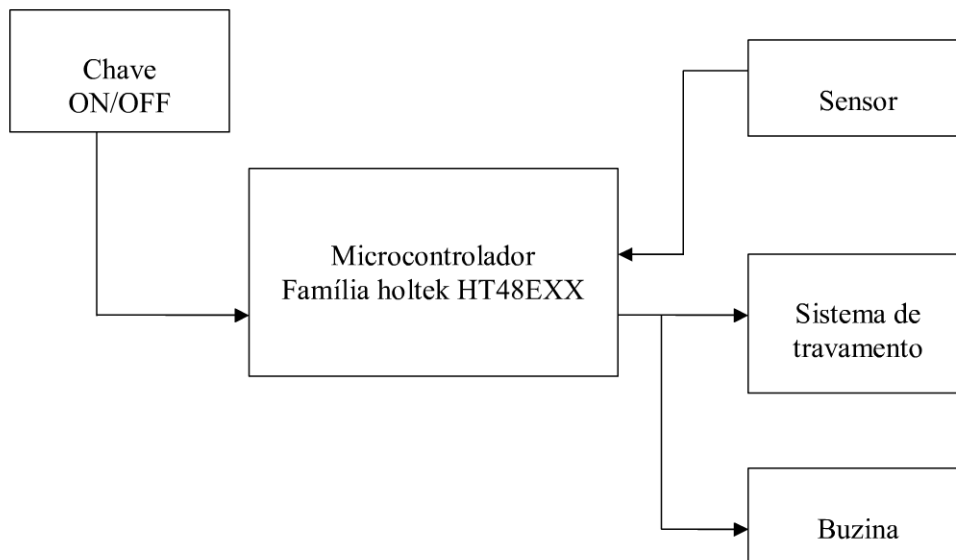 Chave
ON/OFF
Sensor
Microcontrolador
Família holtek HT48EXX
Sistema de
travamento
Buzina